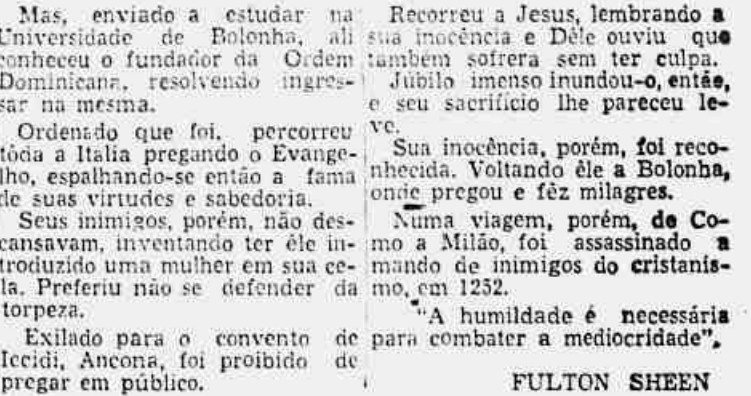 Mas, enviado a estudar na
Universidade de Bolonha, ali
conheceu o fundador da Ordem
Dominicana, resolvendo ingres-
sar na mesma.
Ordenado que foi, percorreu
tôda a Italia pregando o Evange-
lho, espalhando-se então a fama
de suas virtudes e sabedoria.
Seus inimigos, porém, não des-
cansavam, inventando ter êle in-
troduzido uma mulher em sua ce-
la. Preferiu não se defender da
torpeza.
Exilado para o convento de
Iecidi, Ancona, foi proibido de
pregar em público.
Recorreu a Jesus, lembrando a
sua inocência e Dêle ouviu que
também sofrera sem ter culpa.
Júbilo imenso inundou-o, então,
e seu sacrifício lhe pareceu le-
ve.
Sua inocência, porém, foi reco-
nhecida. Voltando êle a Bolonha,
onde pregou e fêz milagres.
Numa viagem, porém, de Co-
mo a Milão, foi assassinado a
mando de inimigos do cristanis-
mo, em 1252.
"A humildade é necessária
para combater a mediocridade".
FULTON SHEEN